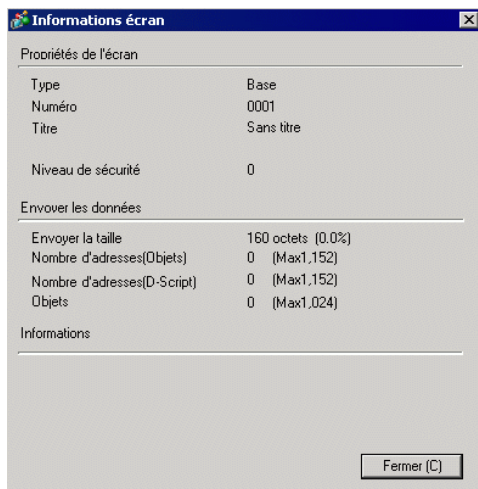 Informations écran
Propriétés de l'écran
Type Base
Numéro 0001
Titre Sans titre
Niveau de sécurité 0
Envoyer les données
Envoyer la taille 160 octets (0.0%)
Nombre d'adresses(Objets) 0 (Max1,152)
Nombre d'adresses(D-Script) 0 (Max1,152)
Objets 0 (Max1,024)
Informations
Fermer (C)